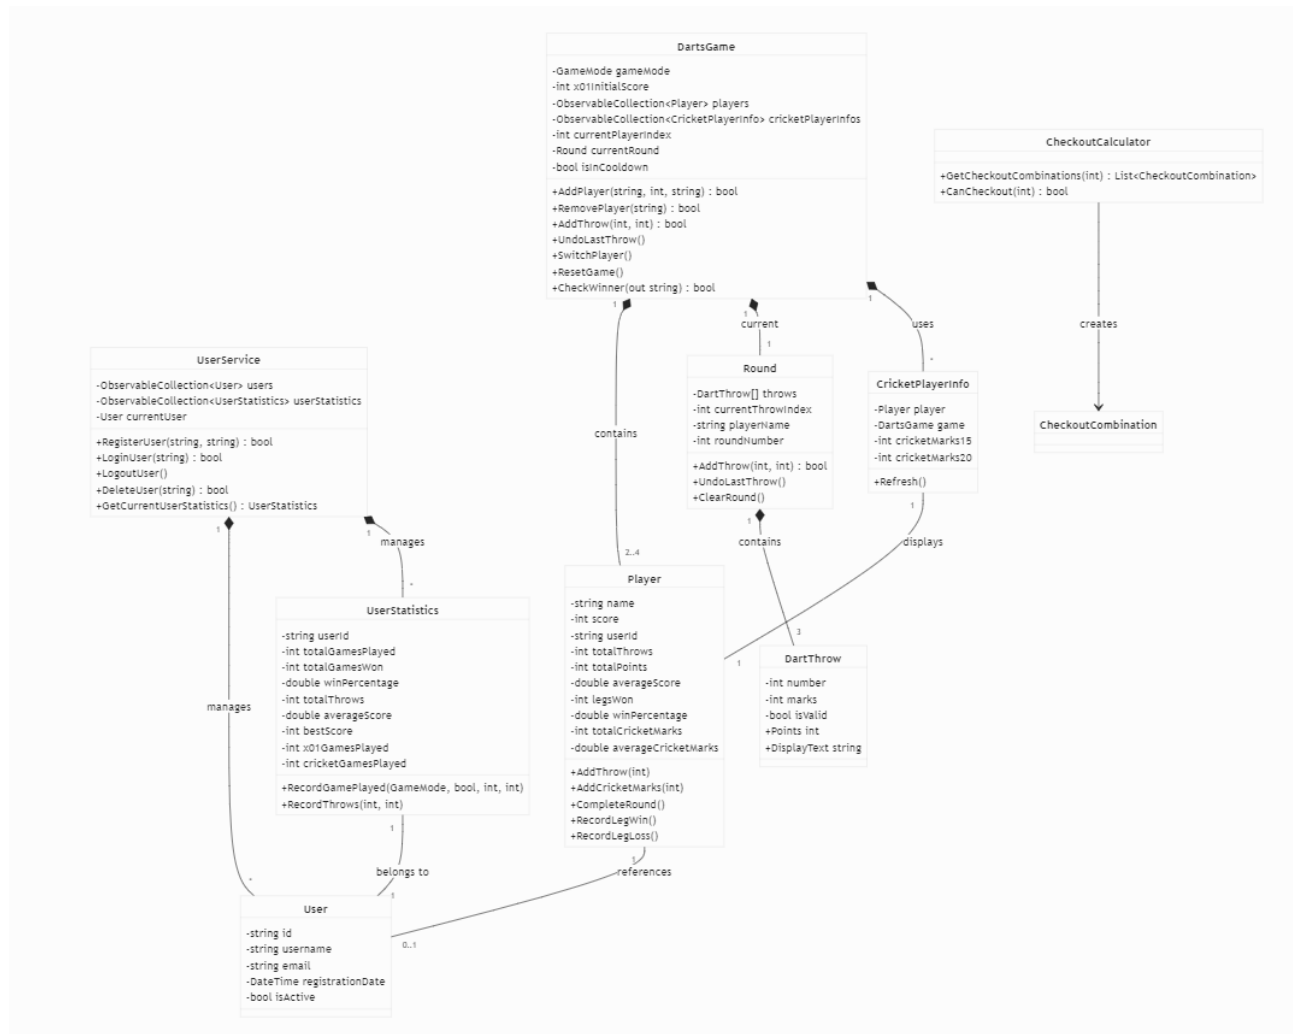 DartsGame
-GameMode gameMode
-int x01InitialScore
-ObservableCollection<Player> players
-ObservableCollection<CricketPlayerInfo> cricketPlayerInfos
-int currentPlayerIndex
-Round currentRound
-bool isInCooldown
+AddPlayer(string, int, string) : bool
+RemovePlayer(string) : bool
+AddThrow(int, int) : bool
+UndoLastThrow()
+SwitchPlayer()
+ResetGame()
+CheckWinner(out string) : bool
CheckoutCalculator
+GetCheckoutCombinations(int) : List<CheckoutCombination>
+CanCheckout(int) : bool
1
1
1
current
uses
creates
1
*
UserService
-ObservableCollection<User> users
-ObservableCollection<UserStatistics> userStatistics
-User currentUser
+RegisterUser(string, string) : bool
+LoginUser(string) : bool
+LogoutUser()
+DeleteUser(string) : bool
+GetCurrentUserStatistics() : UserStatistics
contains
Round
-DartThrow[] throws
-int currentThrowIndex
-string playerName
-int roundNumber
+AddThrow(int, int) : bool
+UndoLastThrow()
+ClearRound()
CricketPlayerInfo
-Player player
-DartsGame game
-int cricketMarks15
-int cricketMarks20
+Refresh()
CheckoutCombination
1
1
manages
1
contains
1
displays
*
2..4
UserStatistics
-string userId
-int totalGamesPlayed
-int totalGamesWon
-double winPercentage
-int totalThrows
-double averageScore
-int bestScore
-int x01GamesPlayed
-int cricketGamesPlayed
+RecordGamePlayed(GameMode, bool, int, int)
+RecordThrows(int, int)
Player
-string name
-int score
-string userId
-int totalThrows
-int totalPoints
-double averageScore
-int legsWon
-double winPercentage
-int totalCricketMarks
-double averageCricketMarks
+AddThrow(int)
+AddCricketMarks(int)
+CompleteRound()
+RecordLegWin()
+RecordLegLoss()
3
1
DartThrow
-int number
-int marks
-bool isValid
+Points int
+DisplayText string
manages
1
1
belongs to
references
*
1
User
-string id
-string username
-string email
-DateTime registrationDate
-bool isActive
0..1